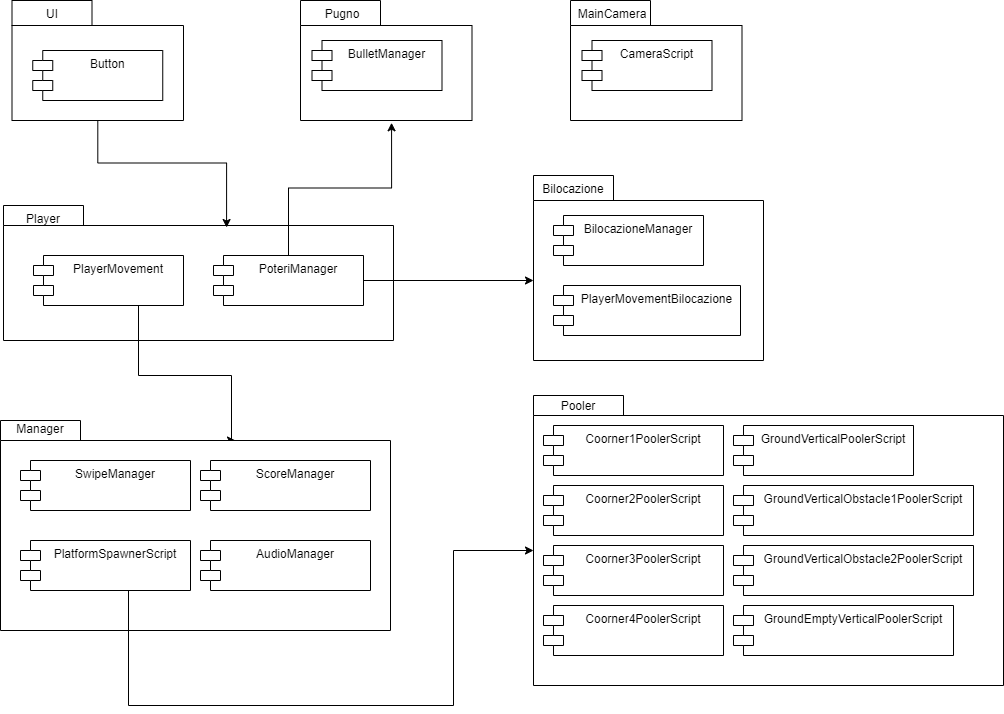 UI
Button
Pugno
BulletManager
MainCamera
CameraScript
Player
PlayerMovement
PoteriManager
Bilocazione
BilocazioneManager
PlayerMovementBilocazione
Manager
SwipeManager
ScoreManager
PlatformSpawnerScript
AudioManager
Pooler
Coorner1PoolerScript
GroundVerticalPoolerScript
Coorner2PoolerScript
GroundVerticalObstacle1PoolerScript
Coorner3PoolerScript
GroundVerticalObstacle2PoolerScript
Coorner4PoolerScript
GroundEmptyVerticalPoolerScript